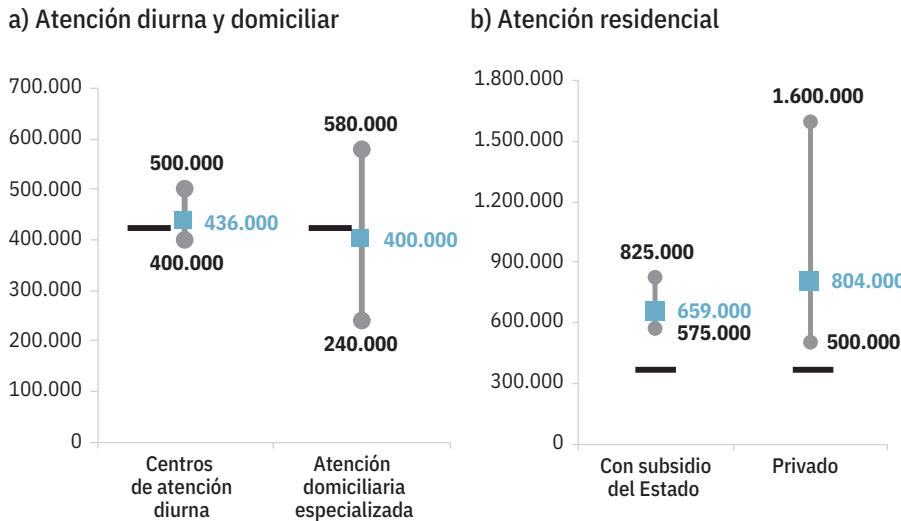 a) Atención diurna y domiciliar
700.000
600.000
500.000
400.000
300.000
200.000
100.000
0
500.000
436.000
400.000
580.000
400.000
240.000
Centros
de atención
diurna
Atención
domiciliaria
especializada
b) Atención residencial
1.800.000
1.500.000
1.200.000
900.000
600.000
300.000
0
825.000
659.000
575.000
1.600.000
804.000
500.000
Con subsidio
del Estado
Privado